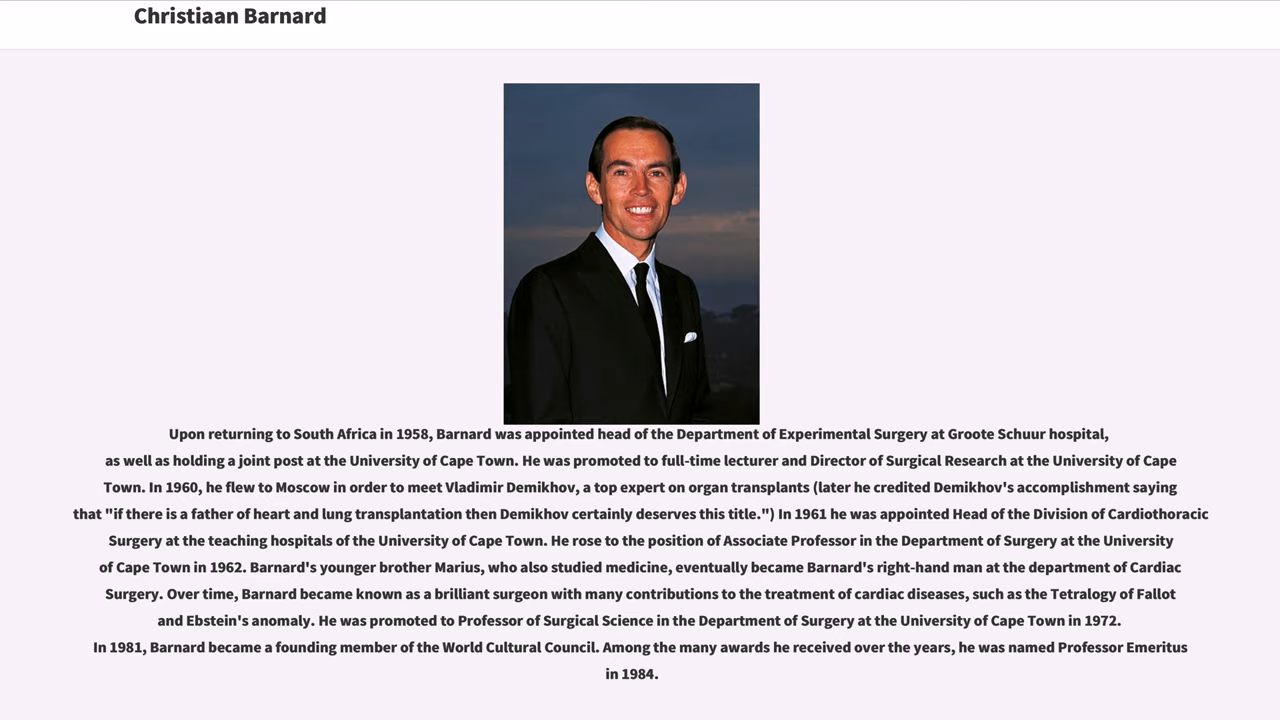 Christiaan Barnard
Upon returning to South Africa in 1958, Barnard was appointed head of the Department of Experimental Surgery at Groote Schuur hospital,
as well as holding a joint post at the University of Cape Town. He was promoted to full-time lecturer and Director of Surgical Research at the University of Cape
Town. In 1960, he flew to Moscow in order to meet Vladimir Demikhov, a top expert on organ transplants (later he credited Demikhov's accomplishment saying
that "if there is a father of heart and lung transplantation then Demikhov certainly deserves this title.") In 1961 he was appointed Head of the Division of Cardiothoracic
Surgery at the teaching hospitals of the University of Cape Town. He rose to the position of Associate Professor in the Department of Surgery at the University
of Cape Town in 1962. Barnard's younger brother Marius, who also studied medicine, eventually became Barnard's right-hand man at the department of Cardiac
Surgery. Over time, Barnard became known as a brilliant surgeon with many contributions to the treatment of cardiac diseases, such as the Tetralogy of Fallot
and Ebstein's anomaly. He was promoted to Professor of Surgical Science in the Department of Surgery at the University of Cape Town in 1972.
In 1981, Barnard became a founding member of the World Cultural Council. Among the many awards he received over the years, he was named Professor Emeritus
in 1984.